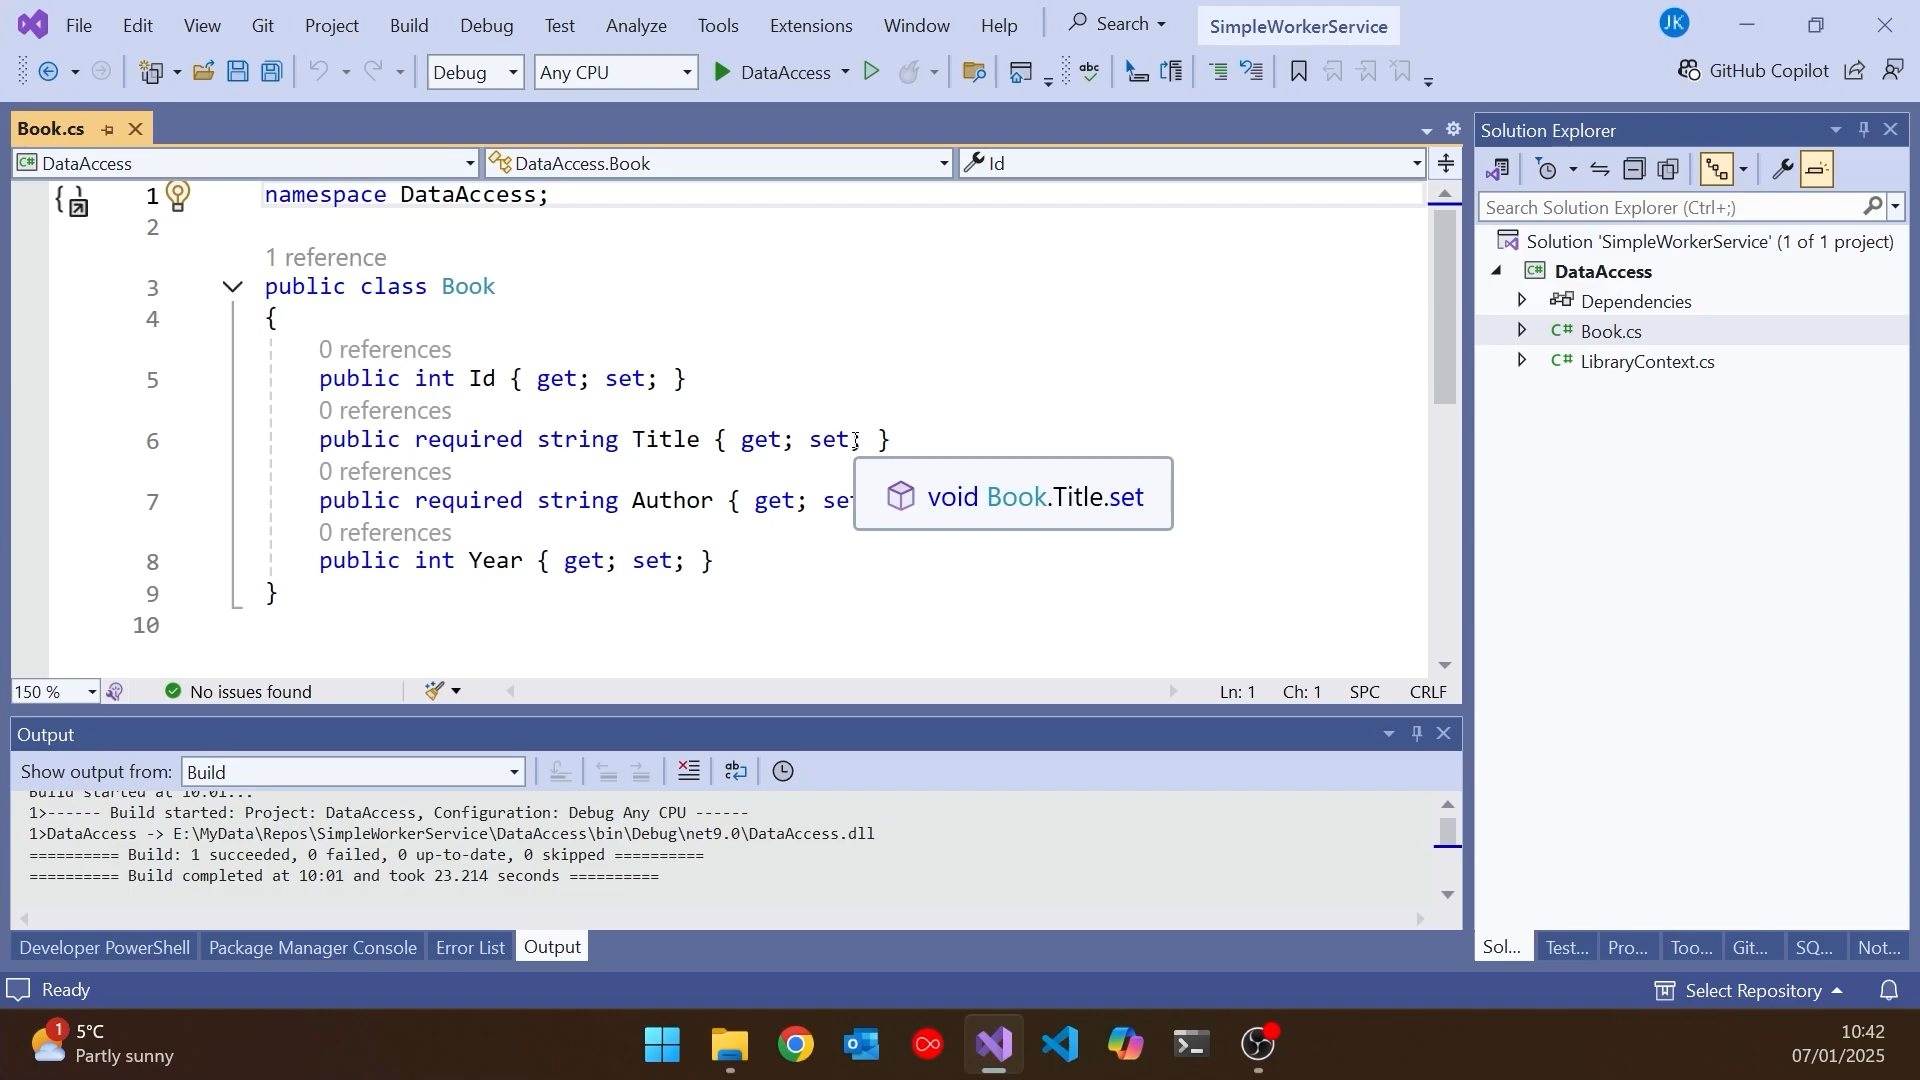 File Edit View Git Project Build Debug Test Analyze Tools Extensions Window Help Search SimpleWorkerService JK
Debug Any CPU DataAccess abc GitHub Copilot
Book.cs
DataAccess DataAccess.Book Id
1 namespace DataAccess;
2
1 reference
3 public class Book
4 {
0 references
5 public int Id { get; set; }
0 references
6 public required string Title { get; set; }
0 references
7 public required string Author { get; set
void Book.Title.set
0 references
8 public int Year { get; set; }
9 }
10
150 % No issues found Ln: 1 Ch: 1 SPC CRLF
Output
Show output from: Build
Build started at 10:01...
1>------ Build started: Project: DataAccess, Configuration: Debug Any CPU ------
1>DataAccess -> E:\MyData\Repos\SimpleWorkerService\DataAccess\bin\Debug\net9.0\DataAccess.dll
========== Build: 1 succeeded, 0 failed, 0 up-to-date, 0 skipped ==========
========== Build completed at 10:01 and took 23.214 seconds ==========
Developer PowerShell Package Manager Console Error List Output
Solution Explorer
Search Solution Explorer (Ctrl+;)
Solution 'SimpleWorkerService' (1 of 1 project)
C# DataAccess
Dependencies
C# Book.cs
C# LibraryContext.cs
Sol... Test... Pro... Too... Git... SQ... Not...
Ready Select Repository
1 5°C
Partly sunny
10:42
07/01/2025